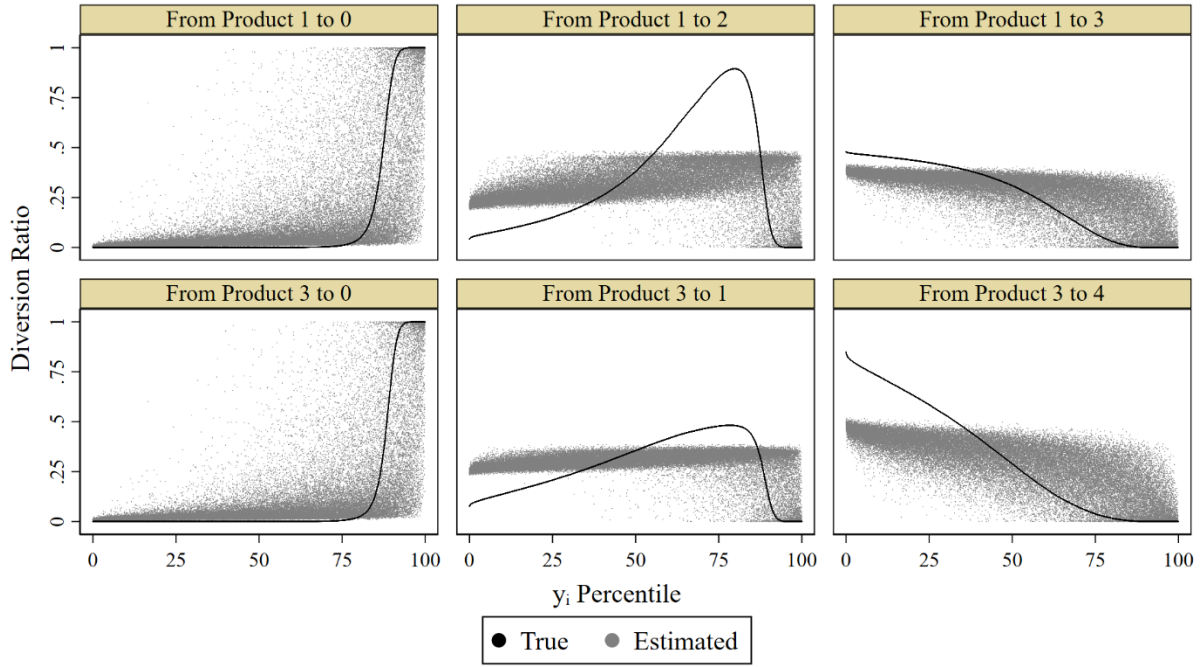 From Product 1 to 0
From Product 1 to 2
From Product 1 to 3
1
.75
.5
.25
0
From Product 3 to 0
From Product 3 to 1
From Product 3 to 4
1
.75
.5
.25
0
Diversion Ratio
0 25 50 75 100
0 25 50 75 100
0 25 50 75 100
yᵢ Percentile
True Estimated